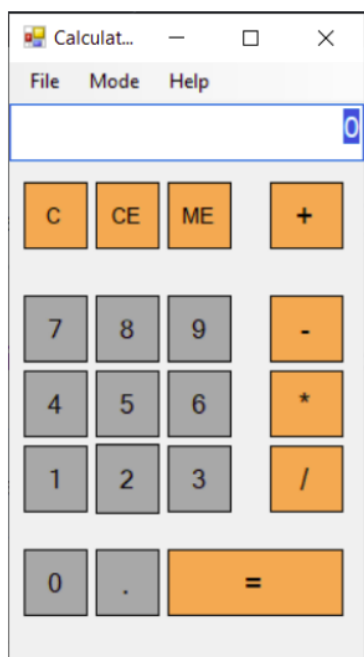 Calculat...
File Mode Help
0
C CE ME +
7 8 9 -
4 5 6 *
1 2 3 /
0 . =